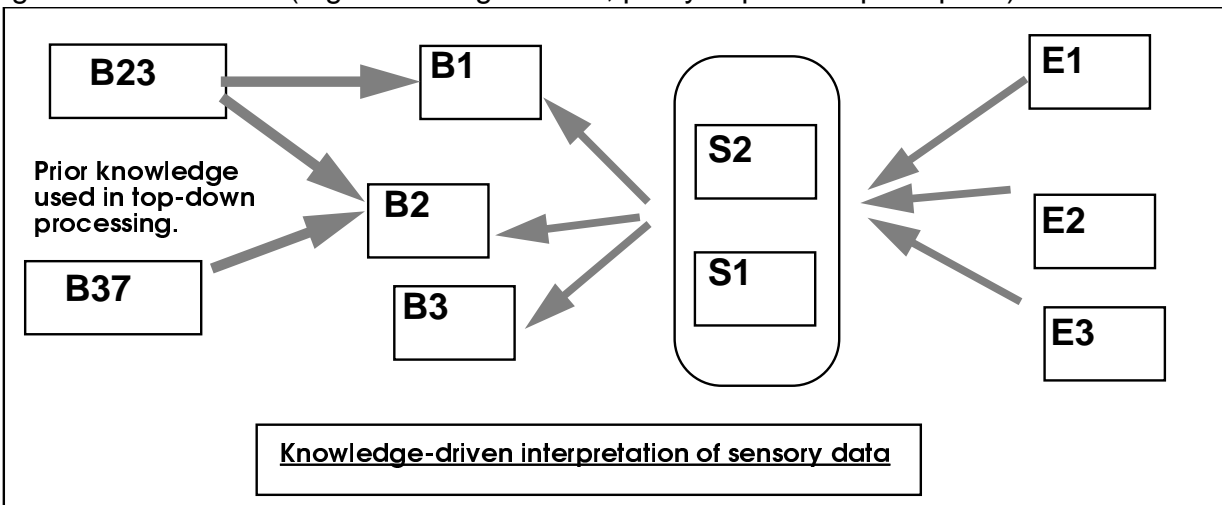 B23
B1
E1
S2
Prior knowledge
used in top-down
processing.
B2
E2
B37
S1
B3
E3
Knowledge-driven interpretation of sensory data